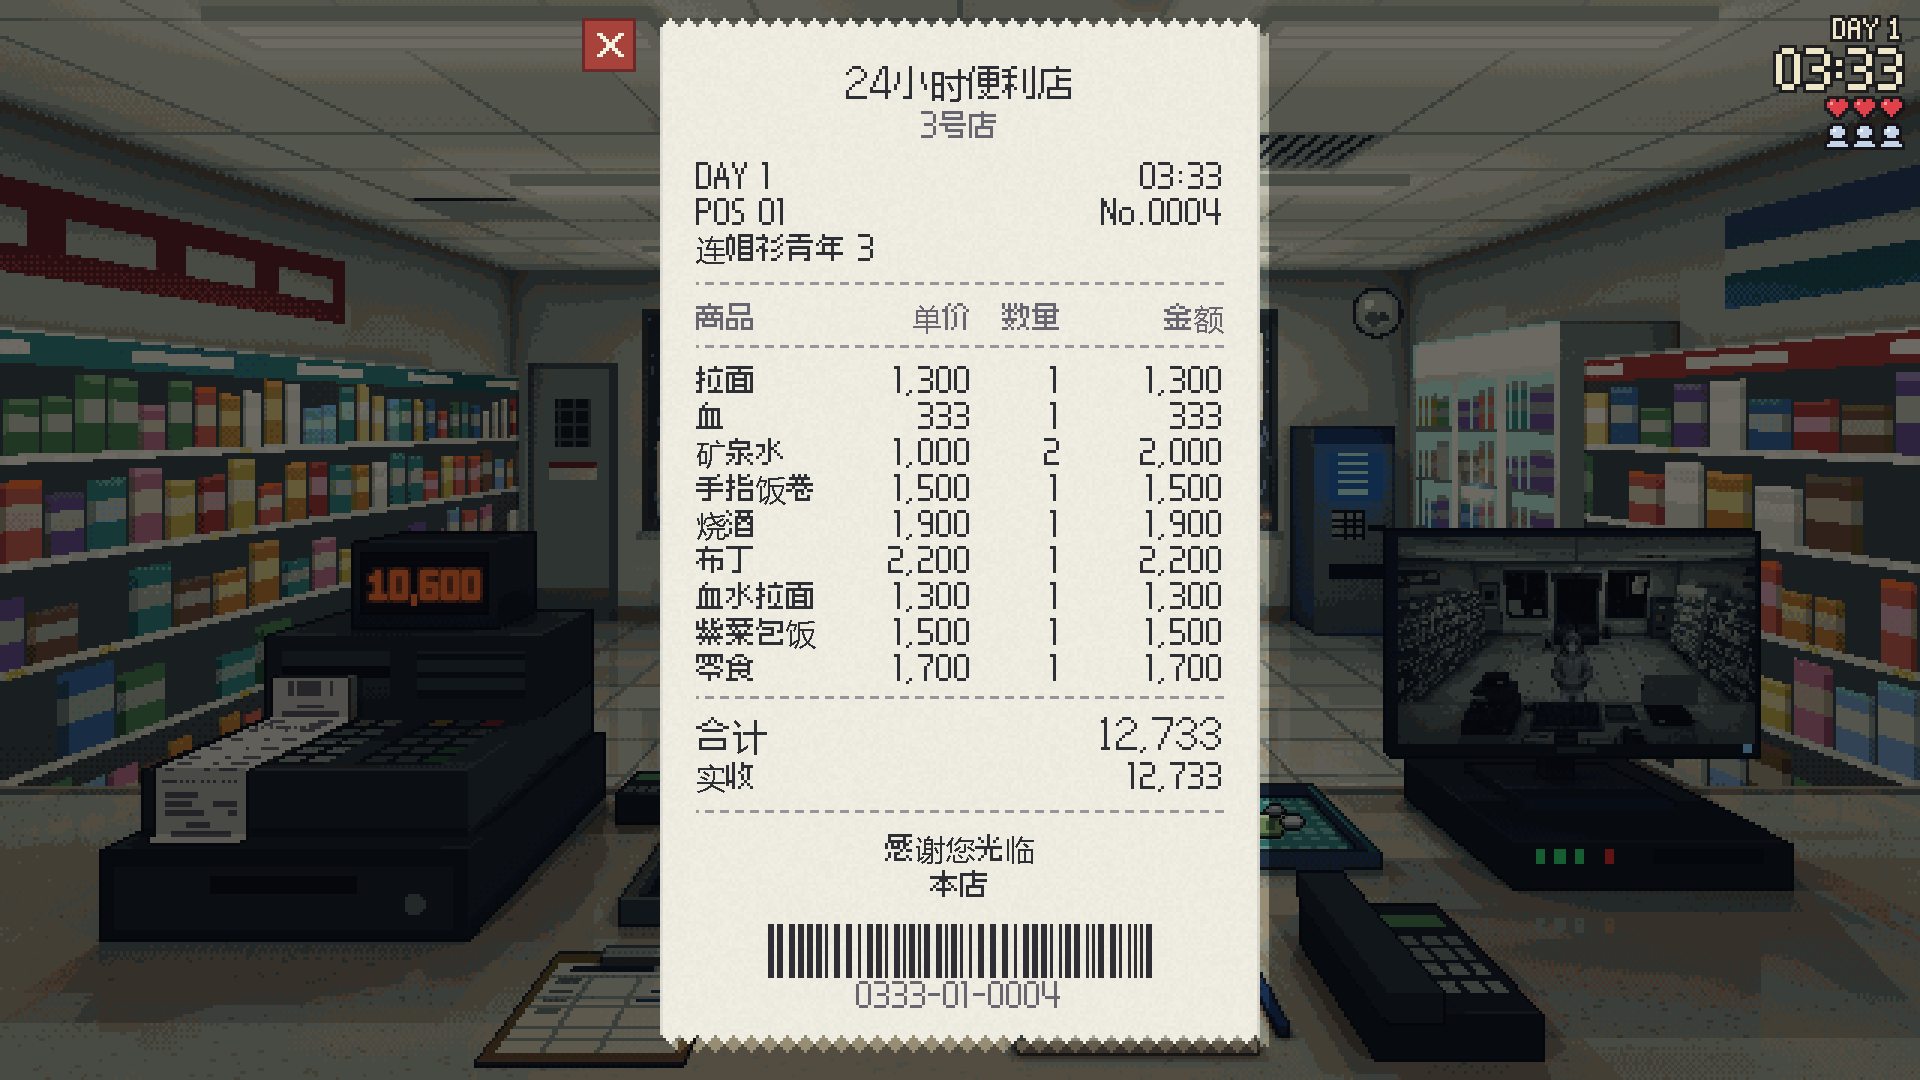 DAY 1
03:33
24小时便利店
3号店
DAY 1 03:33
POS 01 No.0004
连帽衫青年 3
商品 单价 数量 金额
拉面 1,300 1 1,300
血 333 1 333
矿泉水 1,000 2 2,000
手指饭卷 1,500 1 1,500
烧酒 1,900 1 1,900
布丁 2,200 1 2,200
血水拉面 1,300 1 1,300
紫菜包饭 1,500 1 1,500
零食 1,700 1 1,700
合计 12,733
实收 12,733
感谢您光临
本店
0333-01-0004
10,600